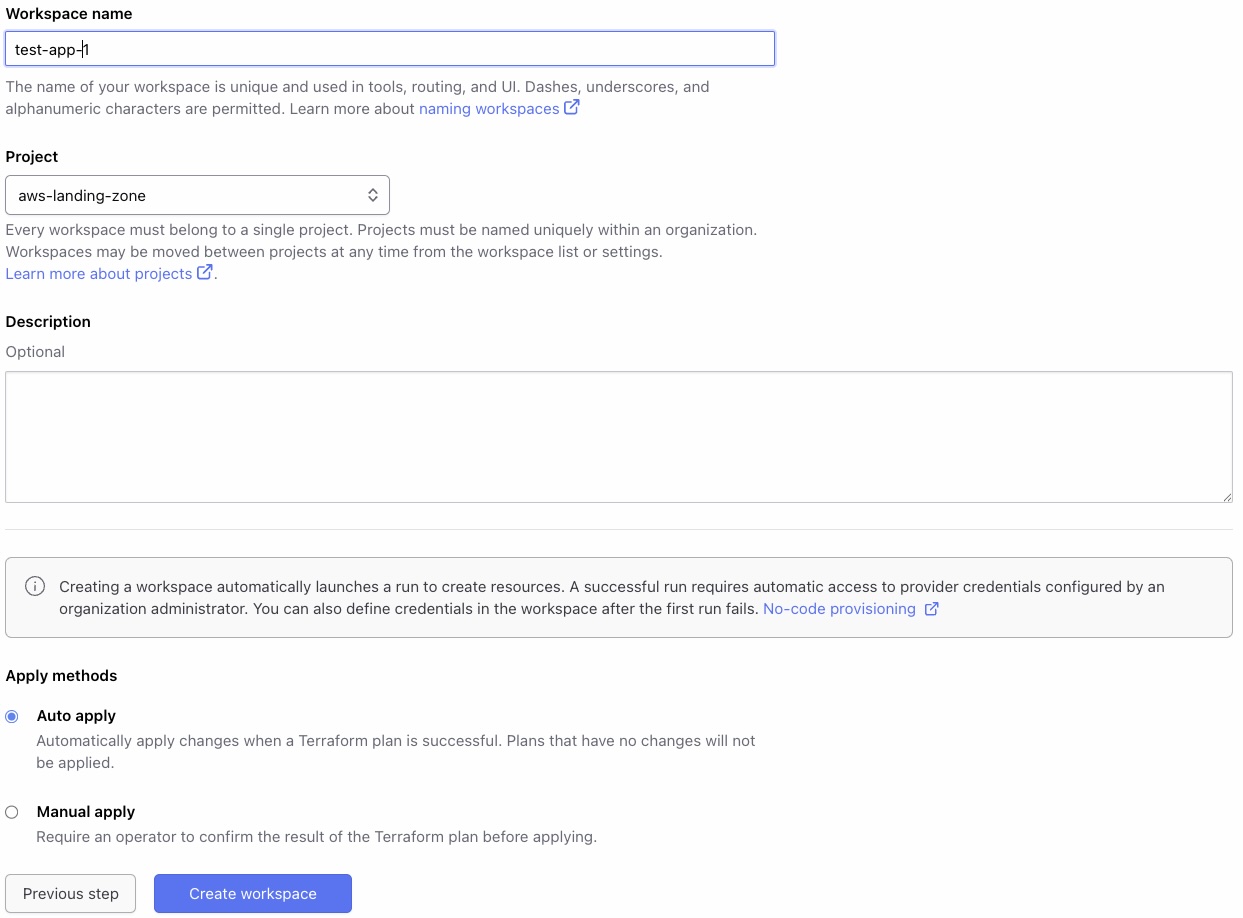 Workspace name
test-app-1
The name of your workspace is unique and used in tools, routing, and UI. Dashes, underscores, and
alphanumeric characters are permitted. Learn more about naming workspaces
Project
aws-landing-zone
Every workspace must belong to a single project. Projects must be named uniquely within an organization.
Workspaces may be moved between projects at any time from the workspace list or settings.
Learn more about projects .
Description
Optional
Creating a workspace automatically launches a run to create resources. A successful run requires automatic access to provider credentials configured by an
organization administrator. You can also define credentials in the workspace after the first run fails. No-code provisioning
Apply methods
Auto apply
Automatically apply changes when a Terraform plan is successful. Plans that have no changes will not
be applied.
Manual apply
Require an operator to confirm the result of the Terraform plan before applying.
Previous step
Create workspace